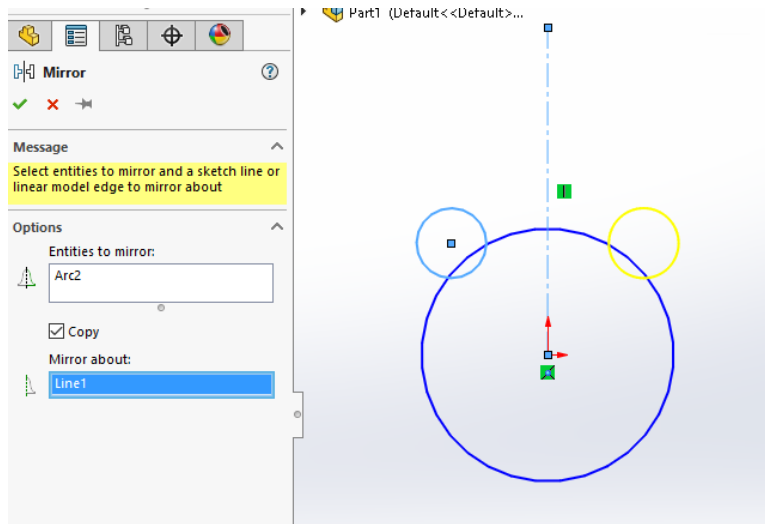 Part1 (Default<<Default>...
Mirror
Message
Select entities to mirror and a sketch line or
linear model edge to mirror about
Options
Entities to mirror:
Arc2
Copy
Mirror about:
Line1